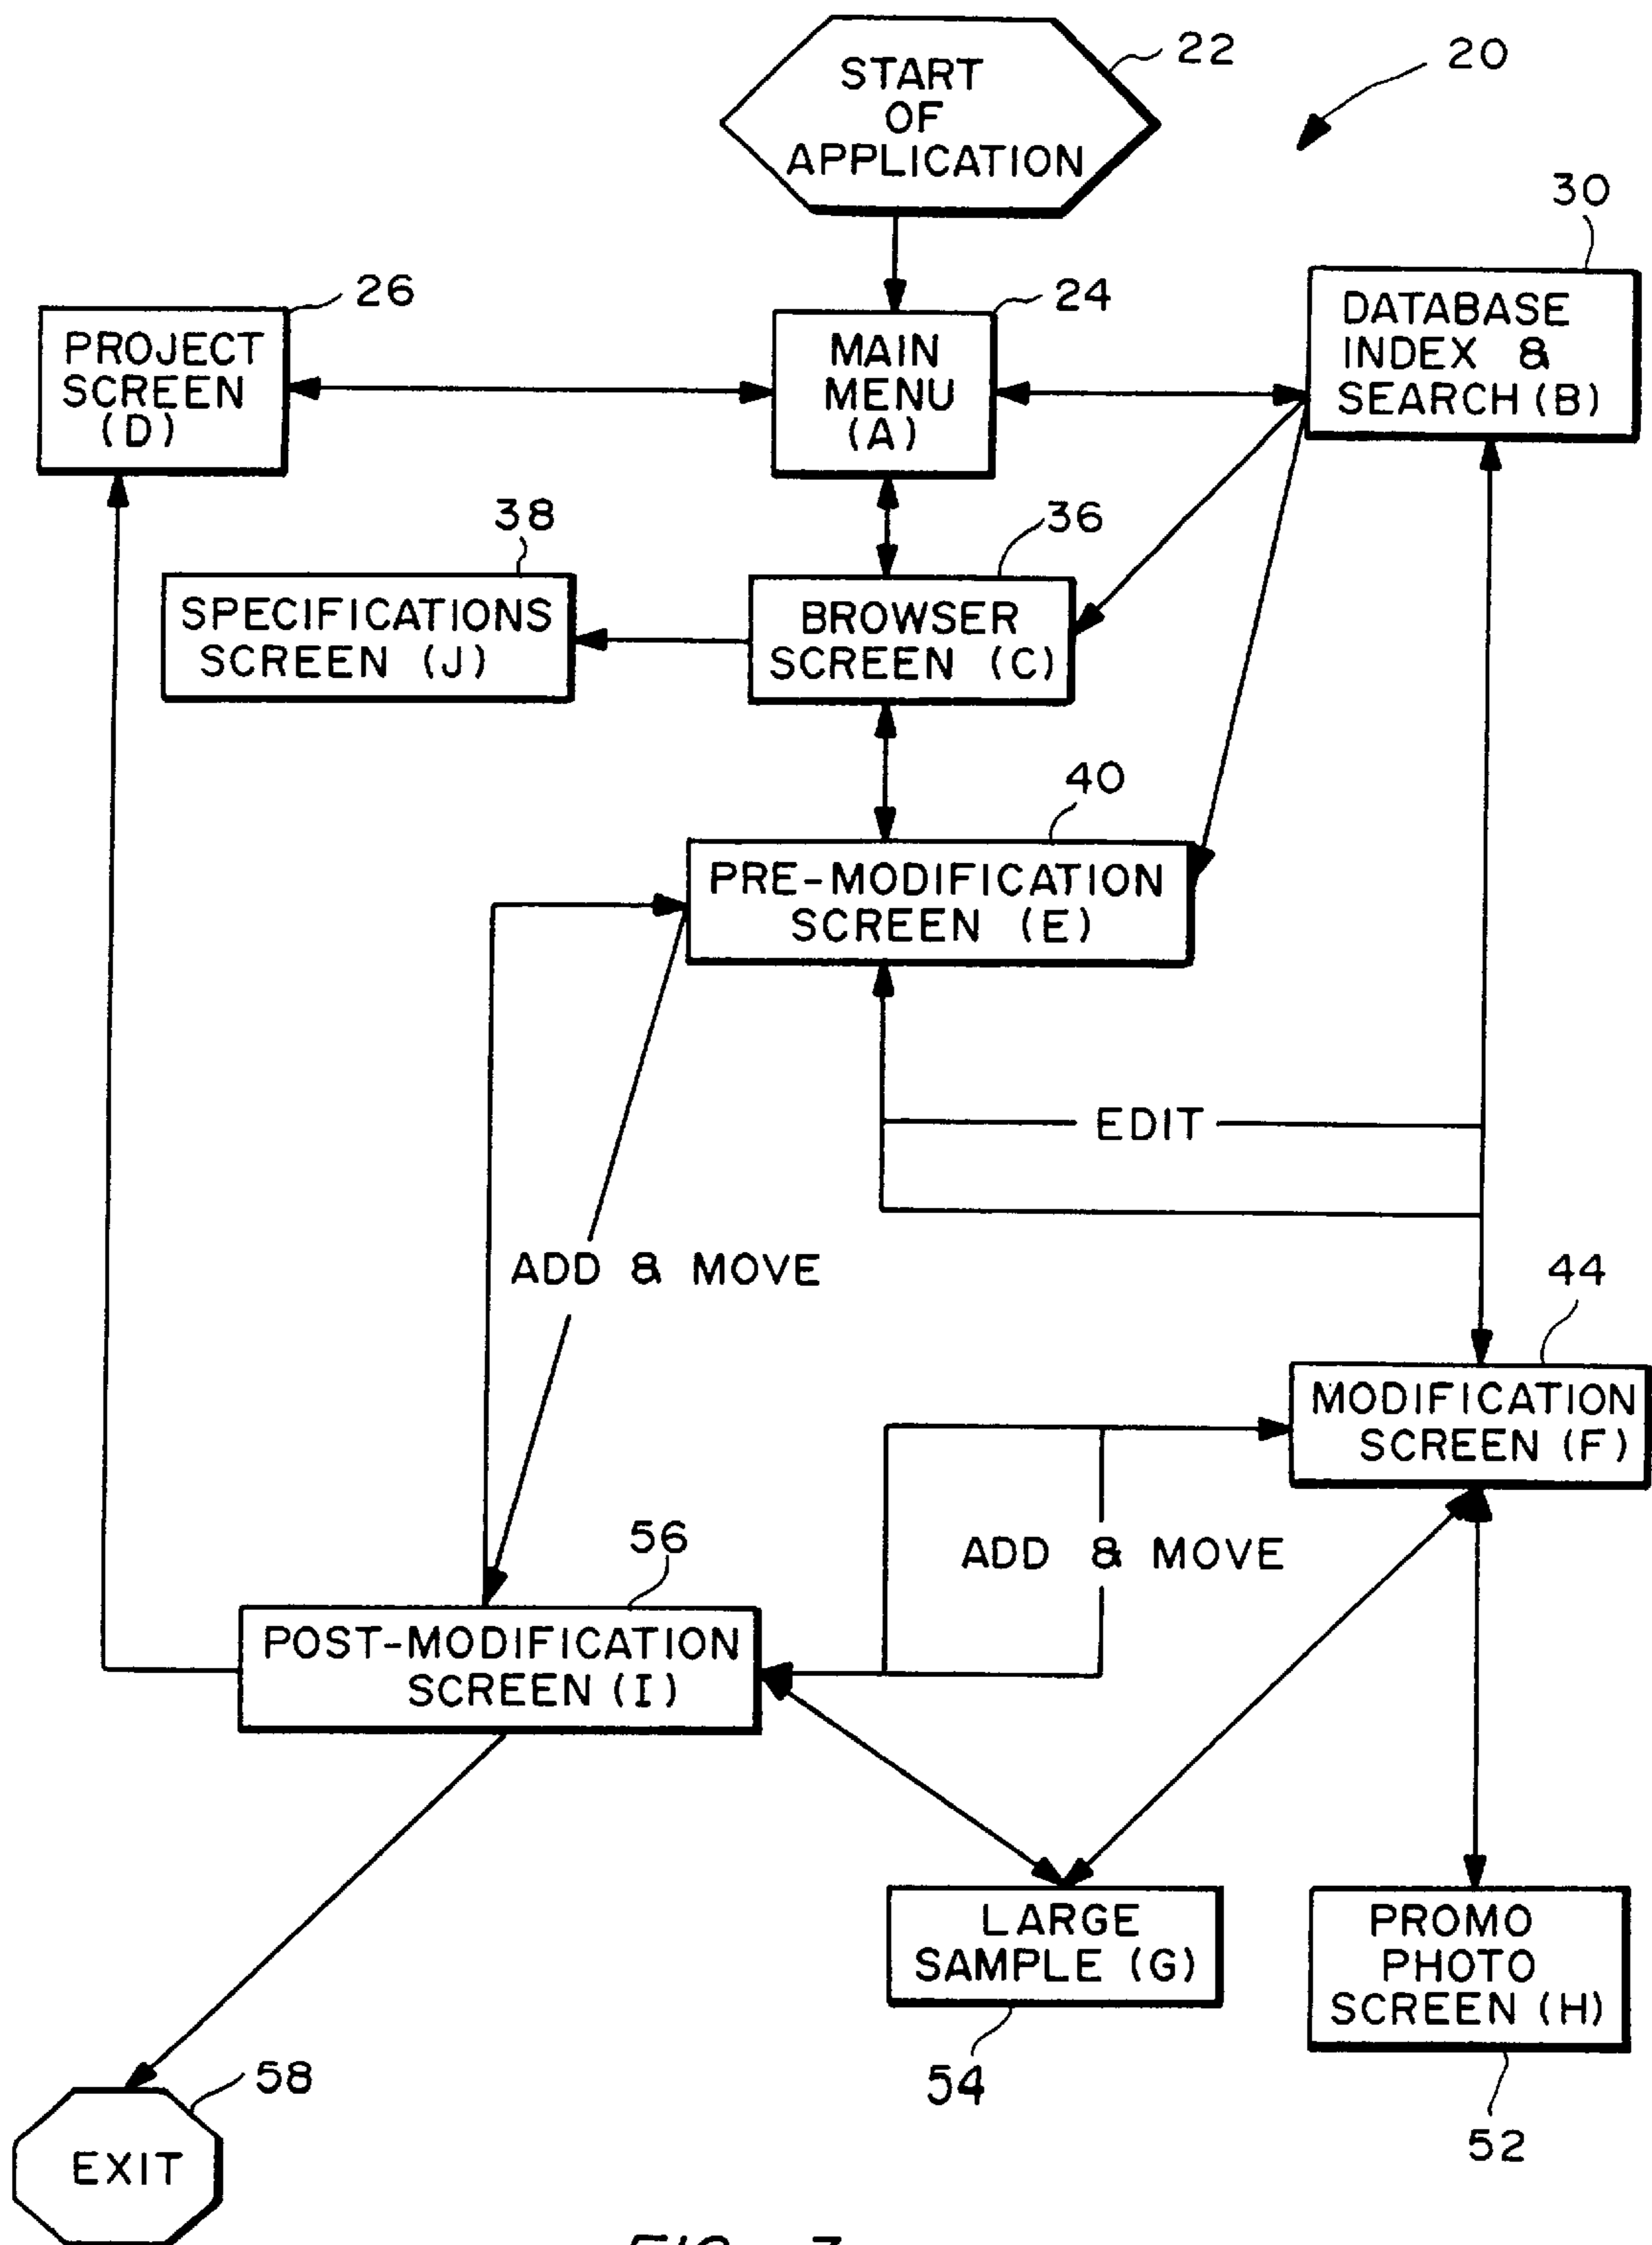 START
OF
APPLICATION
22
20
30
DATABASE
INDEX &
SEARCH (B)
26
PROJECT
SCREEN
(D)
24
MAIN
MENU
(A)
38
SPECIFICATIONS
SCREEN (J)
36
BROWSER
SCREEN (C)
40
PRE-MODIFICATION
SCREEN (E)
EDIT
ADD & MOVE
44
MODIFICATION
SCREEN (F)
ADD & MOVE
56
POST-MODIFICATION
SCREEN (I)
LARGE
SAMPLE (G)
54
PROMO
PHOTO
SCREEN (H)
52
58
EXIT